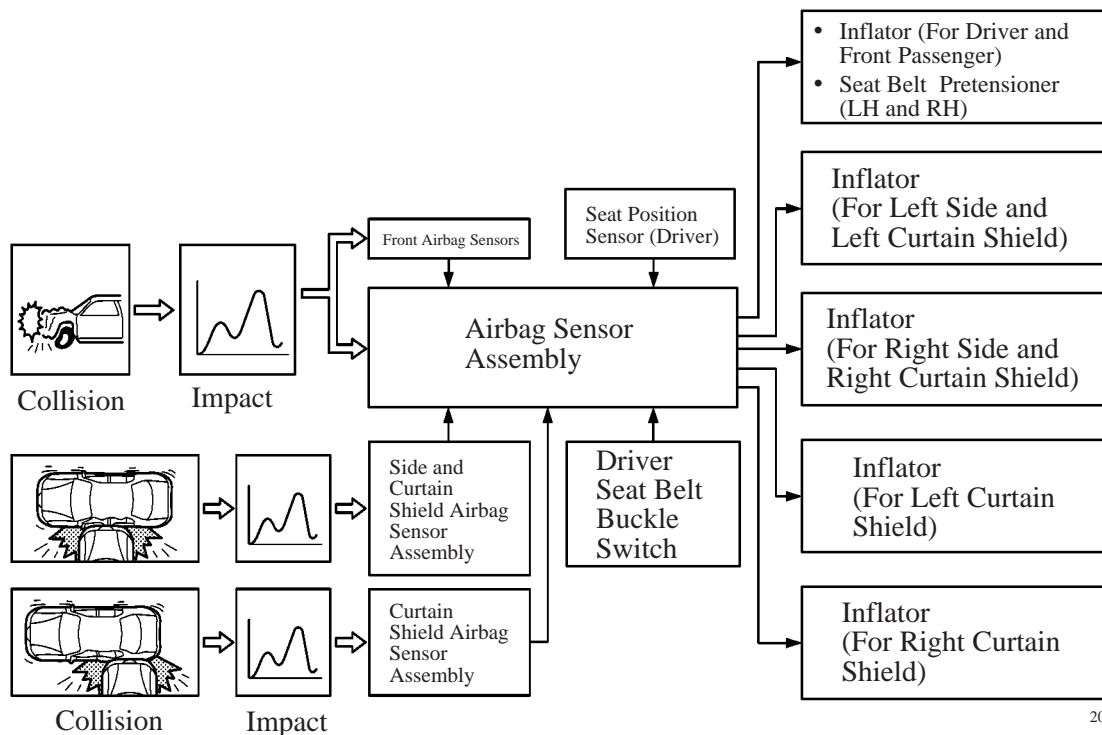 • Inflator (For Driver and
Front Passenger)
• Seat Belt Pretensioner
(LH and RH)
Inflator
(For Left Side and
Left Curtain Shield)
Seat Position
Sensor (Driver)
Front Airbag Sensors
Airbag Sensor
Assembly
Inflator
(For Right Side and
Right Curtain Shield)
Collision
Impact
Side and
Curtain
Shield Airbag
Sensor
Assembly
Driver
Seat Belt
Buckle
Switch
Inflator
(For Left Curtain
Shield)
Curtain
Shield Airbag
Sensor
Assembly
Inflator
(For Right Curtain
Shield)
Collision
Impact
20